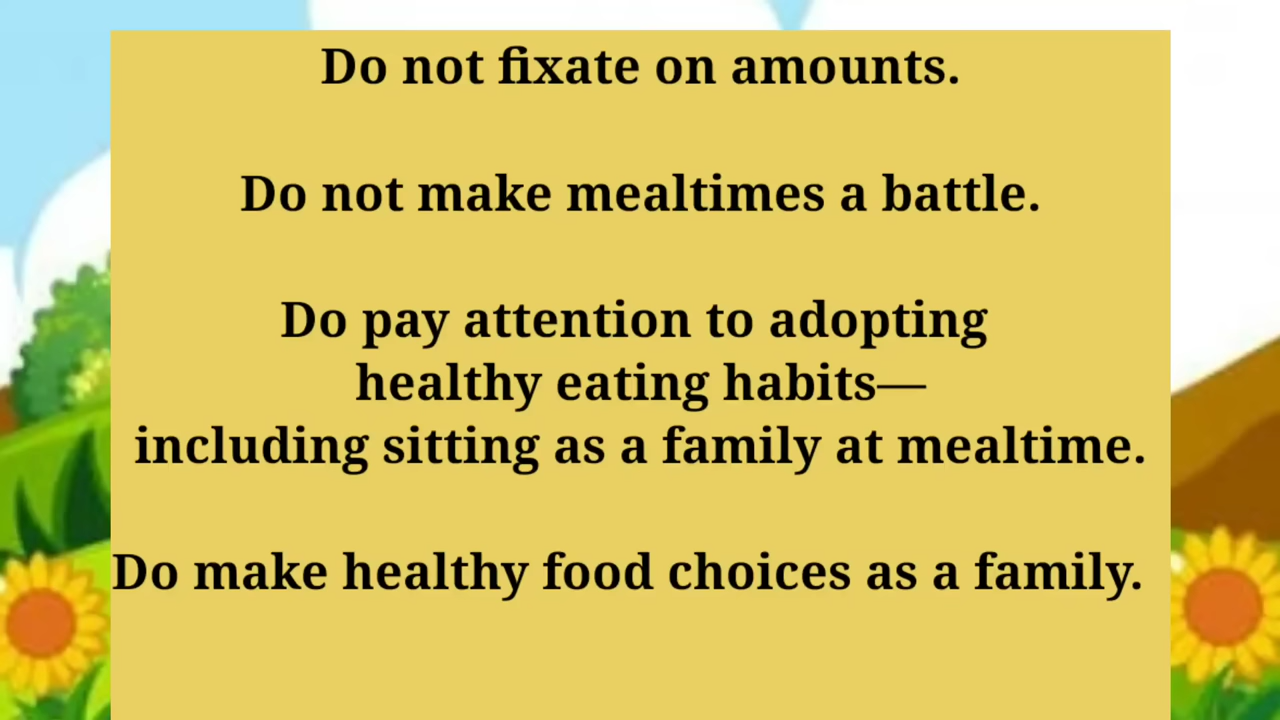 Do not fixate on amounts.
Do not make mealtimes a battle.
Do pay attention to adopting
healthy eating habits—
including sitting as a family at mealtime.
Do make healthy food choices as a family.